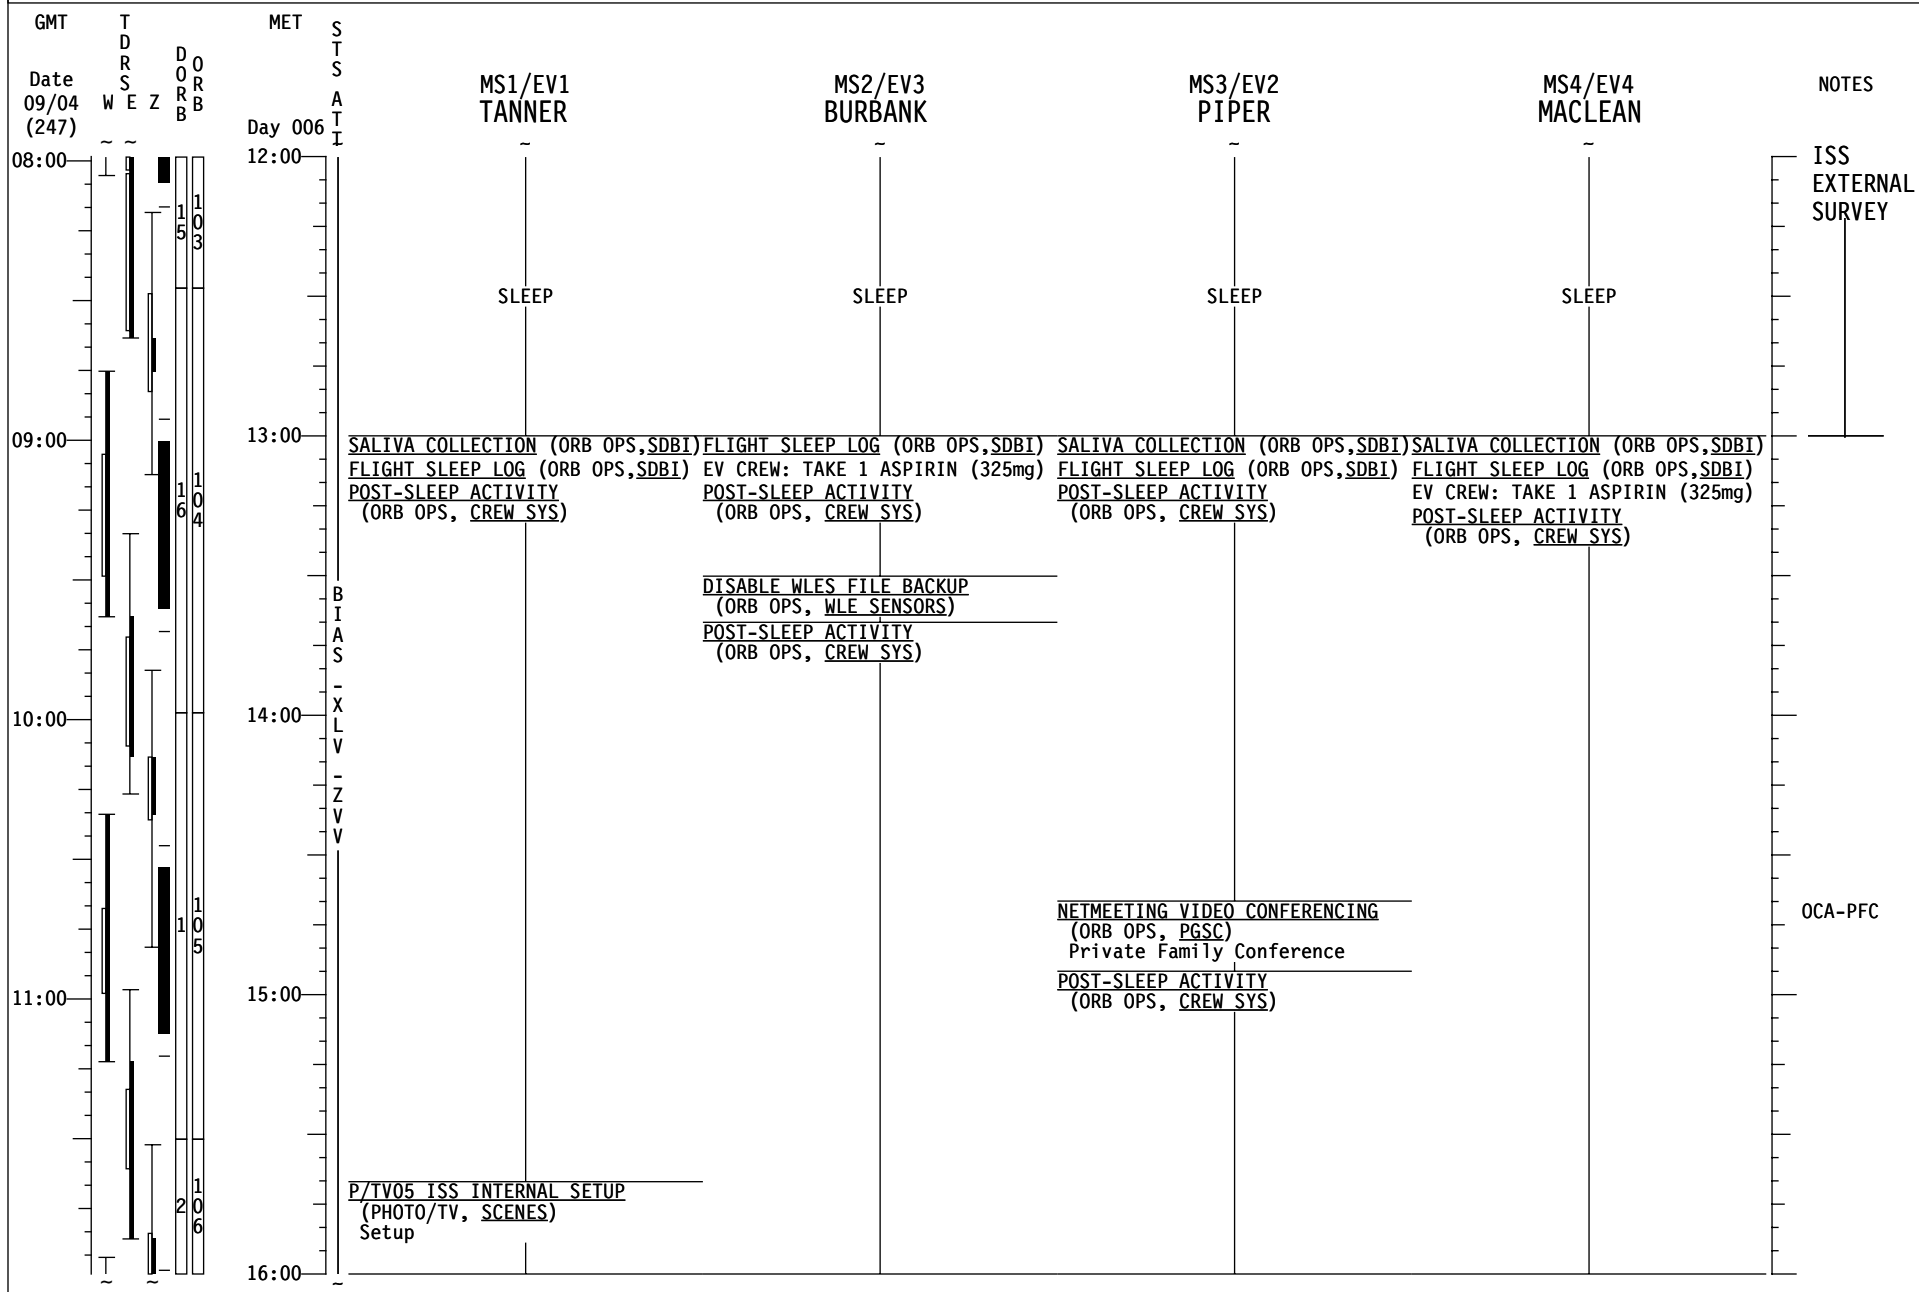 GMT
TDRS
MET
STS ATT
DORB
ORB
Date
09/04
(247)
W E Z
Day 006
MS1/EV1
TANNER
MS2/EV3
BURBANK
MS3/EV2
PIPER
MS4/EV4
MACLEAN
NOTES
~ ~ ~ ~ ~ ~
08:00
12:00
ISS
EXTERNAL
SURVEY
15
103
SLEEP SLEEP SLEEP SLEEP
09:00
13:00
16
104
SALIVA COLLECTION (ORB OPS,SDBI)
FLIGHT SLEEP LOG (ORB OPS,SDBI)
POST-SLEEP ACTIVITY
(ORB OPS, CREW SYS)
FLIGHT SLEEP LOG (ORB OPS,SDBI)
EV CREW: TAKE 1 ASPIRIN (325mg)
POST-SLEEP ACTIVITY
(ORB OPS, CREW SYS)
SALIVA COLLECTION (ORB OPS,SDBI)
FLIGHT SLEEP LOG (ORB OPS,SDBI)
POST-SLEEP ACTIVITY
(ORB OPS, CREW SYS)
SALIVA COLLECTION (ORB OPS,SDBI)
FLIGHT SLEEP LOG (ORB OPS,SDBI)
EV CREW: TAKE 1 ASPIRIN (325mg)
POST-SLEEP ACTIVITY
(ORB OPS, CREW SYS)
BIAS -XLV -ZVV
DISABLE WLES FILE BACKUP
(ORB OPS, WLE SENSORS)
POST-SLEEP ACTIVITY
(ORB OPS, CREW SYS)
10:00
14:00
1
105
NETMEETING VIDEO CONFERENCING
(ORB OPS, PGSC)
Private Family Conference
OCA-PFC
POST-SLEEP ACTIVITY
(ORB OPS, CREW SYS)
11:00
15:00
2
106
P/TV05 ISS INTERNAL SETUP
(PHOTO/TV, SCENES)
Setup
16:00
~ ~ ~